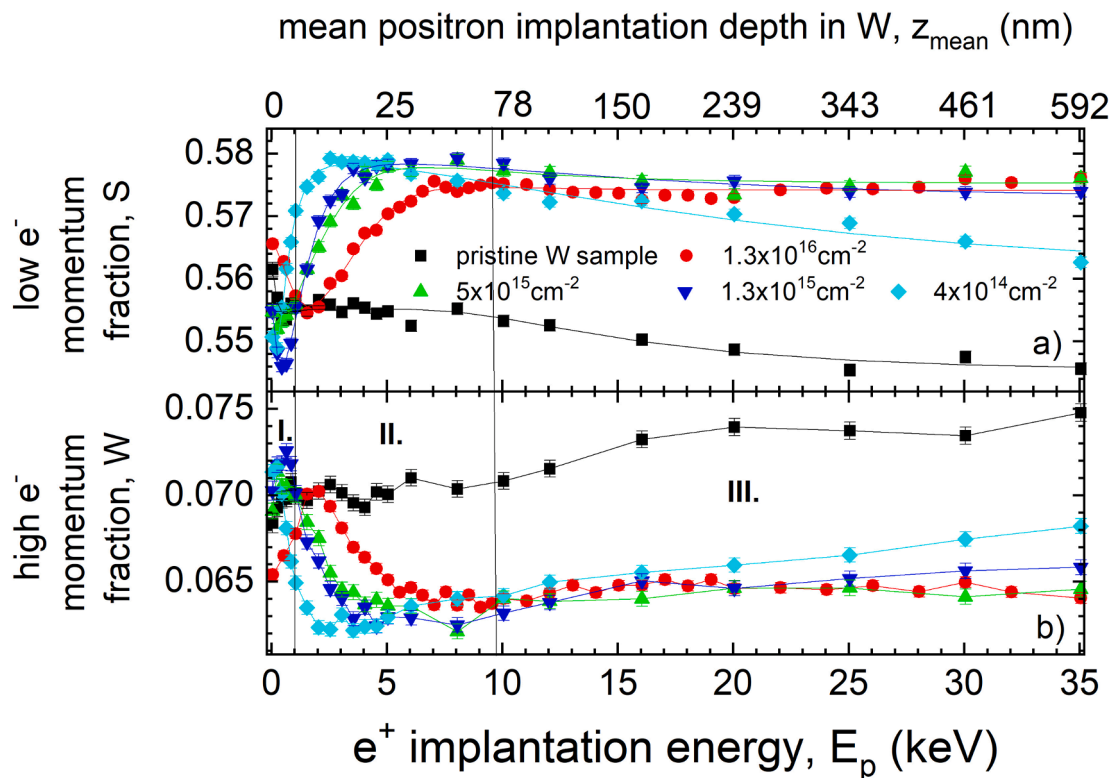 mean positron implantation depth in W, z_mean (nm)
0 25 78 150 239 343 461 592
low e⁻
momentum
fraction, S
0.58
0.57
0.56
0.55
pristine W sample 1.3x10¹⁶cm⁻²
5x10¹⁵cm⁻² 1.3x10¹⁵cm⁻² 4x10¹⁴cm⁻²
a)
high e⁻
momentum
fraction, W
0.075
0.070
0.065
I. II. III.
b)
0 5 10 15 20 25 30 35
e⁺ implantation energy, E_p (keV)